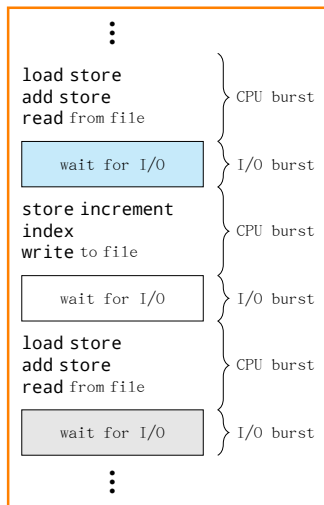 load store
add store
read from file
CPU burst
wait for I/O
I/O burst
store increment
index
write to file
CPU burst
wait for I/O
I/O burst
load store
add store
read from file
CPU burst
wait for I/O
I/O burst